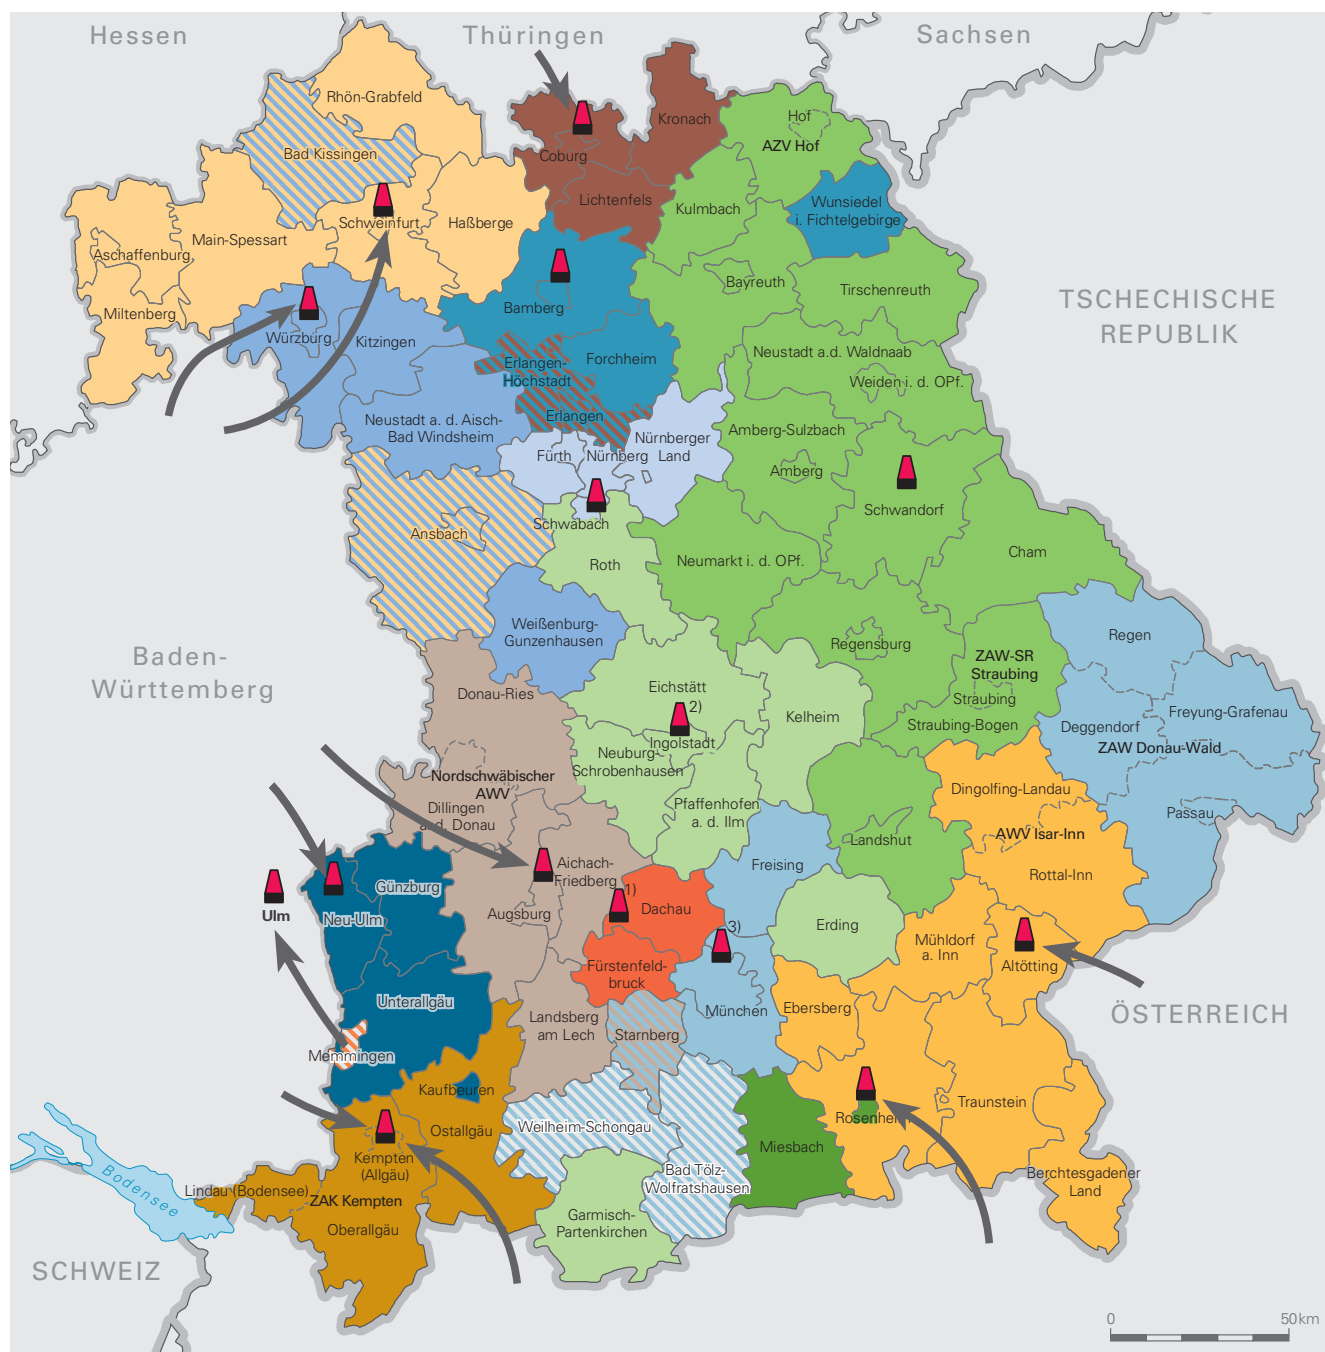 Hessen
Thüringen
Sachsen
Rhön-Grabfeld
Hof
Kronach
AZV Hof
Bad Kissingen
Coburg
Lichtenfels
Kulmbach
Wunsiedel
i. Fichtelgebirge
Schweinfurt
Haßberge
Main-Spessart
Aschaffenburg
Bayreuth
Tirschenreuth
TSCHECHISCHE
REPUBLIK
Miltenberg
Bamberg
Würzburg
Kitzingen
Neustadt a.d. Waldnaab
Forchheim
Erlangen-
Höchstadt
Weiden i. d. OPf.
Erlangen
Neustadt a. d. Aisch-
Bad Windsheim
Nürnberger
Land
Amberg-Sulzbach
Fürth
Nürnberg
Amberg
Schwandorf
Schwabach
Ansbach
Cham
Roth
Neumarkt i. d. OPf.
Weißenburg-
Gunzenhausen
Regen
Regensburg
ZAW-SR
Straubing
Baden-
Württemberg
Eichstätt
Donau-Ries
Straubing
2)
Kelheim
Freyung-Grafenau
Straubing-Bogen
Deggendorf
Ingolstadt
ZAW Donau-Wald
Neuburg-
Schrobenhausen
Nordschwäbischer
AWV
Dingolfing-Landau
Pfaffenhofen
a. d. Ilm
Dillingen
a. d. Donau
Passau
AWV Isar-Inn
Landshut
Aichach-
Friedberg
Freising
Rottal-Inn
Günzburg
1)
Dachau
Ulm
Neu-Ulm
Augsburg
3)
Erding
Mühldorf
a. Inn
Altötting
Fürstenfeld-
bruck
Unterallgäu
Ebersberg
München
ÖSTERREICH
Landsberg
am Lech
Starnberg
Memmingen
Kaufbeuren
Traunstein
Rosenhei
Ostallgäu
Weilheim-Schongau
Miesbach
Kempten
(Allgäu)
Bad Tölz-
Wolfratshausen
Berchtesgadener
Land
Bodensee
Lindau (Bodensee)
ZAK Kempten
Oberallgäu
Garmisch-
Partenkirchen
SCHWEIZ
0
50 km